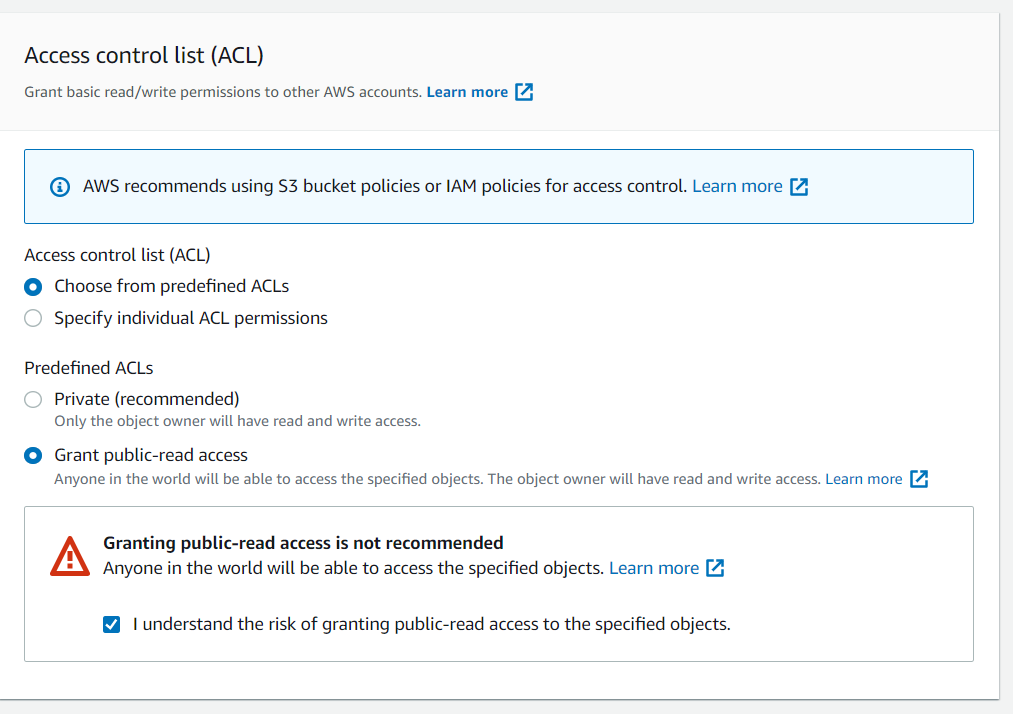 Access control list (ACL)
Grant basic read/write permissions to other AWS accounts. Learn more
AWS recommends using S3 bucket policies or IAM policies for access control. Learn more
Access control list (ACL)
Choose from predefined ACLs
Specify individual ACL permissions
Predefined ACLs
Private (recommended)
Only the object owner will have read and write access.
Grant public-read access
Anyone in the world will be able to access the specified objects. The object owner will have read and write access. Learn more
Granting public-read access is not recommended
Anyone in the world will be able to access the specified objects. Learn more
I understand the risk of granting public-read access to the specified objects.